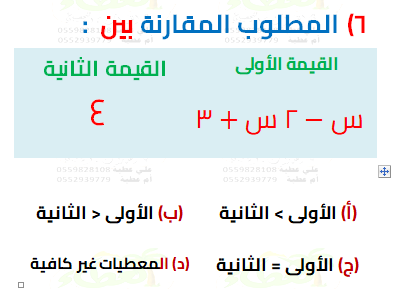 ٦) المطلوب المقارنة بين :
القيمة الأولى القيمة الثانية
س – ٢ س + ٣ ٤
(أ) الأولى > الثانية (ب) الأولى < الثانية
(ج) الأولى = الثانية (د) المعطيات غير كافية